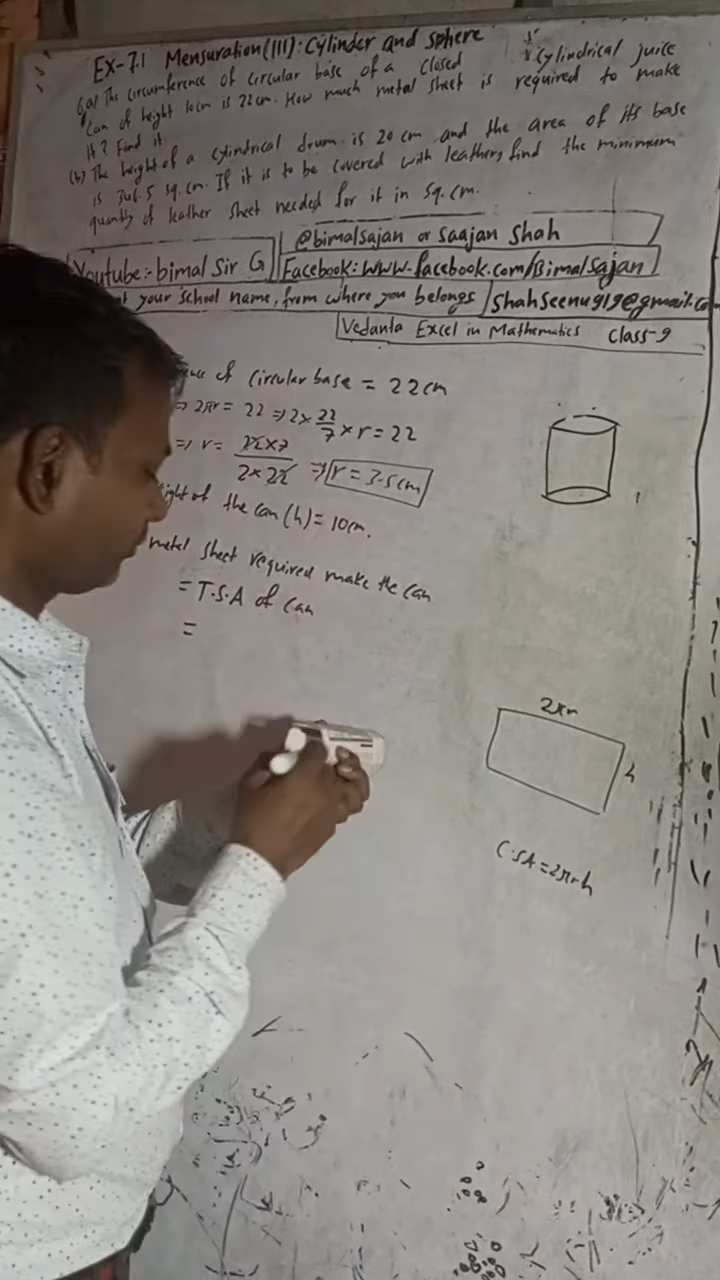 Ex-7.1 Mensuration(III): Cylinder and sphere
6.a) The circumference of circular base of a closed cylindrical juice
can of height 10cm is 22cm. How much metal sheet is required to make
it? Find it.
(b) The height of a cylindrical drum is 20 cm and the area of its base
is 346.5 sq.cm. If it is to be covered with leather, find the minimum
quantity of leather sheet needed for it in sq.cm.
@bimalsajan or Saajan Shah
Youtube:- bimal Sir G
Facebook: www.facebook.com/Bimalsajan
your school name, from where you belongs
shahseenu919@gmail.co
Vedanta Excel in Mathematics Class-9
of circular base = 22cm
⇒ 2πr = 22 ⇒ 2× 22/7 × r = 22
⇒ r = 22×7 / 2×22 ⇒ r = 3.5cm
ight of the can (h) = 10cm.
metal sheet required make the can
= T.S.A of can
=
2πr
h
C.SA = 2πrh